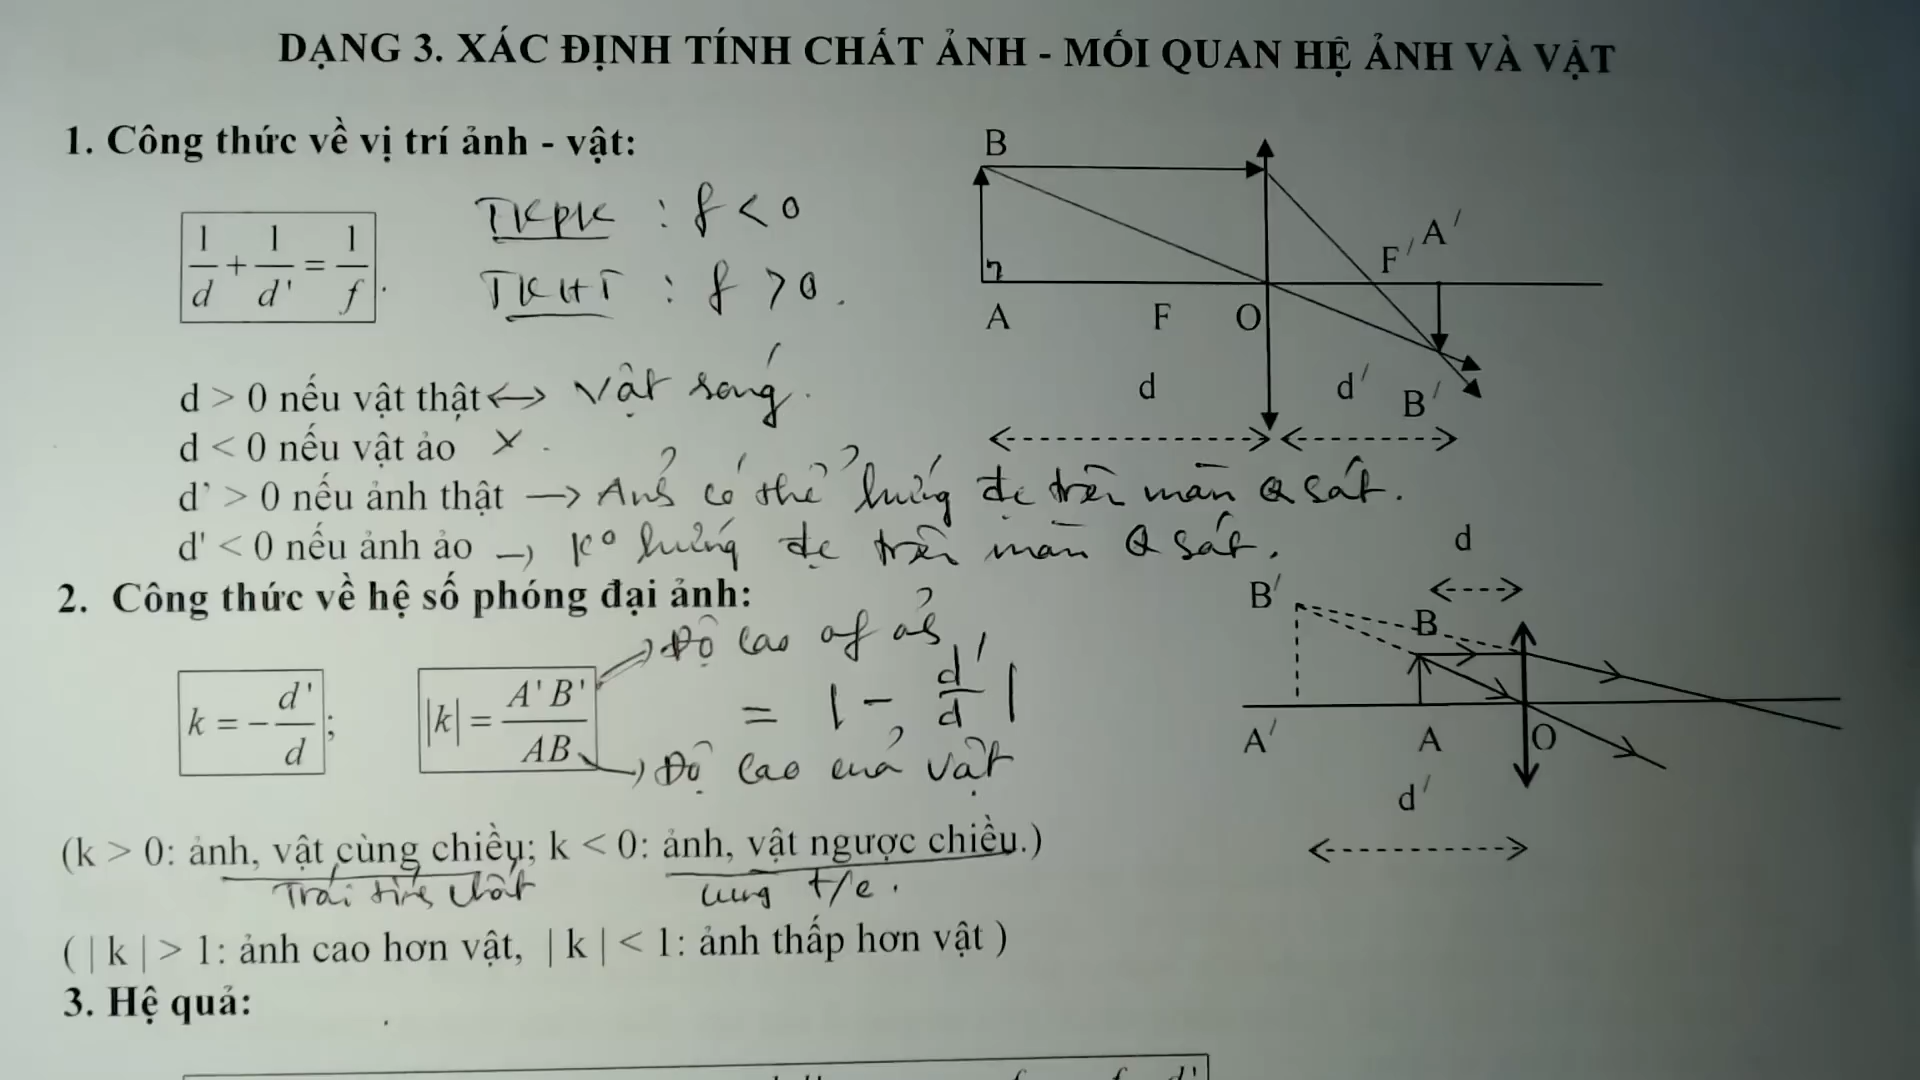 DẠNG 3. XÁC ĐỊNH TÍNH CHẤT ẢNH - MỐI QUAN HỆ ẢNH VÀ VẬT
1. Công thức về vị trí ảnh - vật:
1/d + 1/d' = 1/f.
TKPK : f < 0
TKHT : f > 0.
B
A F O F' A'
d d' B'
d > 0 nếu vật thật ↔ Vật sáng.
d < 0 nếu vật ảo ×
d' > 0 nếu ảnh thật → Ảnh có thể hứng đc trên màn Q sát.
d' < 0 nếu ảnh ảo → Ko hứng đc trên màn Q sát.
2. Công thức về hệ số phóng đại ảnh:
k = - d'/d ; |k| = A'B'/AB = |- d'/d|
Độ cao of ảnh
Độ cao của vật
d
B' B
A' A O
d'
(k > 0: ảnh, vật cùng chiều; k < 0: ảnh, vật ngược chiều.)
Trái tính chất cùng t/c.
( | k | > 1: ảnh cao hơn vật, | k | < 1: ảnh thấp hơn vật )
3. Hệ quả: